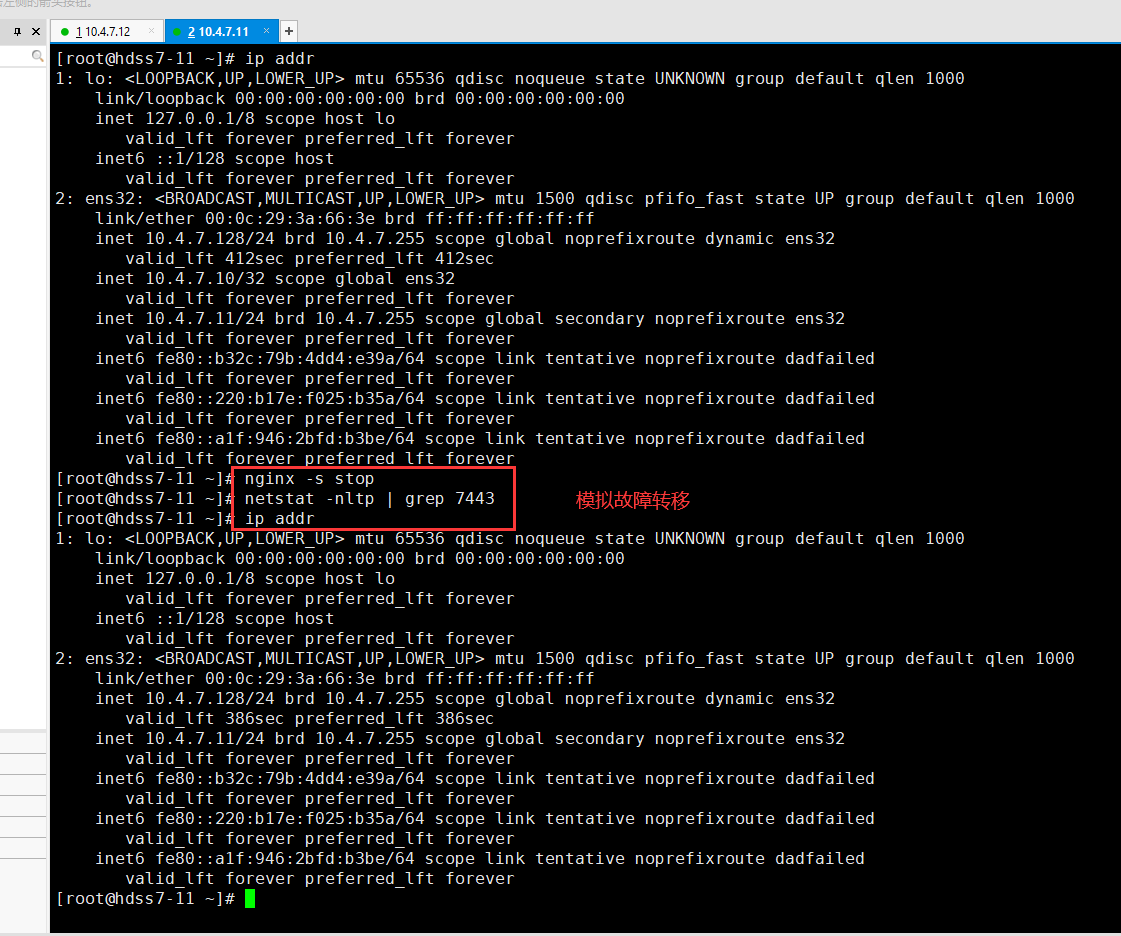 左侧的前头按钮。
1 10.4.7.12 × 2 10.4.7.11 × +
[root@hdss7-11 ~]# ip addr
1: lo: <LOOPBACK,UP,LOWER_UP> mtu 65536 qdisc noqueue state UNKNOWN group default qlen 1000
link/loopback 00:00:00:00:00:00 brd 00:00:00:00:00:00
inet 127.0.0.1/8 scope host lo
valid_lft forever preferred_lft forever
inet6 ::1/128 scope host
valid_lft forever preferred_lft forever
2: ens32: <BROADCAST,MULTICAST,UP,LOWER_UP> mtu 1500 qdisc pfifo_fast state UP group default qlen 1000
link/ether 00:0c:29:3a:66:3e brd ff:ff:ff:ff:ff:ff
inet 10.4.7.128/24 brd 10.4.7.255 scope global noprefixroute dynamic ens32
valid_lft 412sec preferred_lft 412sec
inet 10.4.7.10/32 scope global ens32
valid_lft forever preferred_lft forever
inet 10.4.7.11/24 brd 10.4.7.255 scope global secondary noprefixroute ens32
valid_lft forever preferred_lft forever
inet6 fe80::b32c:79b:4dd4:e39a/64 scope link tentative noprefixroute dadfailed
valid_lft forever preferred_lft forever
inet6 fe80::220:b17e:f025:b35a/64 scope link tentative noprefixroute dadfailed
valid_lft forever preferred_lft forever
inet6 fe80::a1f:946:2bfd:b3be/64 scope link tentative noprefixroute dadfailed
valid_lft forever preferred_lft forever
[root@hdss7-11 ~]# nginx -s stop
[root@hdss7-11 ~]# netstat -nltp | grep 7443 模拟故障转移
[root@hdss7-11 ~]# ip addr
1: lo: <LOOPBACK,UP,LOWER_UP> mtu 65536 qdisc noqueue state UNKNOWN group default qlen 1000
link/loopback 00:00:00:00:00:00 brd 00:00:00:00:00:00
inet 127.0.0.1/8 scope host lo
valid_lft forever preferred_lft forever
inet6 ::1/128 scope host
valid_lft forever preferred_lft forever
2: ens32: <BROADCAST,MULTICAST,UP,LOWER_UP> mtu 1500 qdisc pfifo_fast state UP group default qlen 1000
link/ether 00:0c:29:3a:66:3e brd ff:ff:ff:ff:ff:ff
inet 10.4.7.128/24 brd 10.4.7.255 scope global noprefixroute dynamic ens32
valid_lft 386sec preferred_lft 386sec
inet 10.4.7.11/24 brd 10.4.7.255 scope global secondary noprefixroute ens32
valid_lft forever preferred_lft forever
inet6 fe80::b32c:79b:4dd4:e39a/64 scope link tentative noprefixroute dadfailed
valid_lft forever preferred_lft forever
inet6 fe80::220:b17e:f025:b35a/64 scope link tentative noprefixroute dadfailed
valid_lft forever preferred_lft forever
inet6 fe80::a1f:946:2bfd:b3be/64 scope link tentative noprefixroute dadfailed
valid_lft forever preferred_lft forever
[root@hdss7-11 ~]#